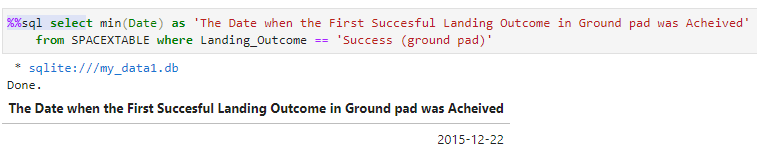 %%sql select min(Date) as 'The Date when the First Succesful Landing Outcome in Ground pad was Acheived'
from SPACEXTABLE where Landing_Outcome == 'Success (ground pad)'
* sqlite:///my_data1.db
Done.
The Date when the First Succesful Landing Outcome in Ground pad was Acheived
2015-12-22